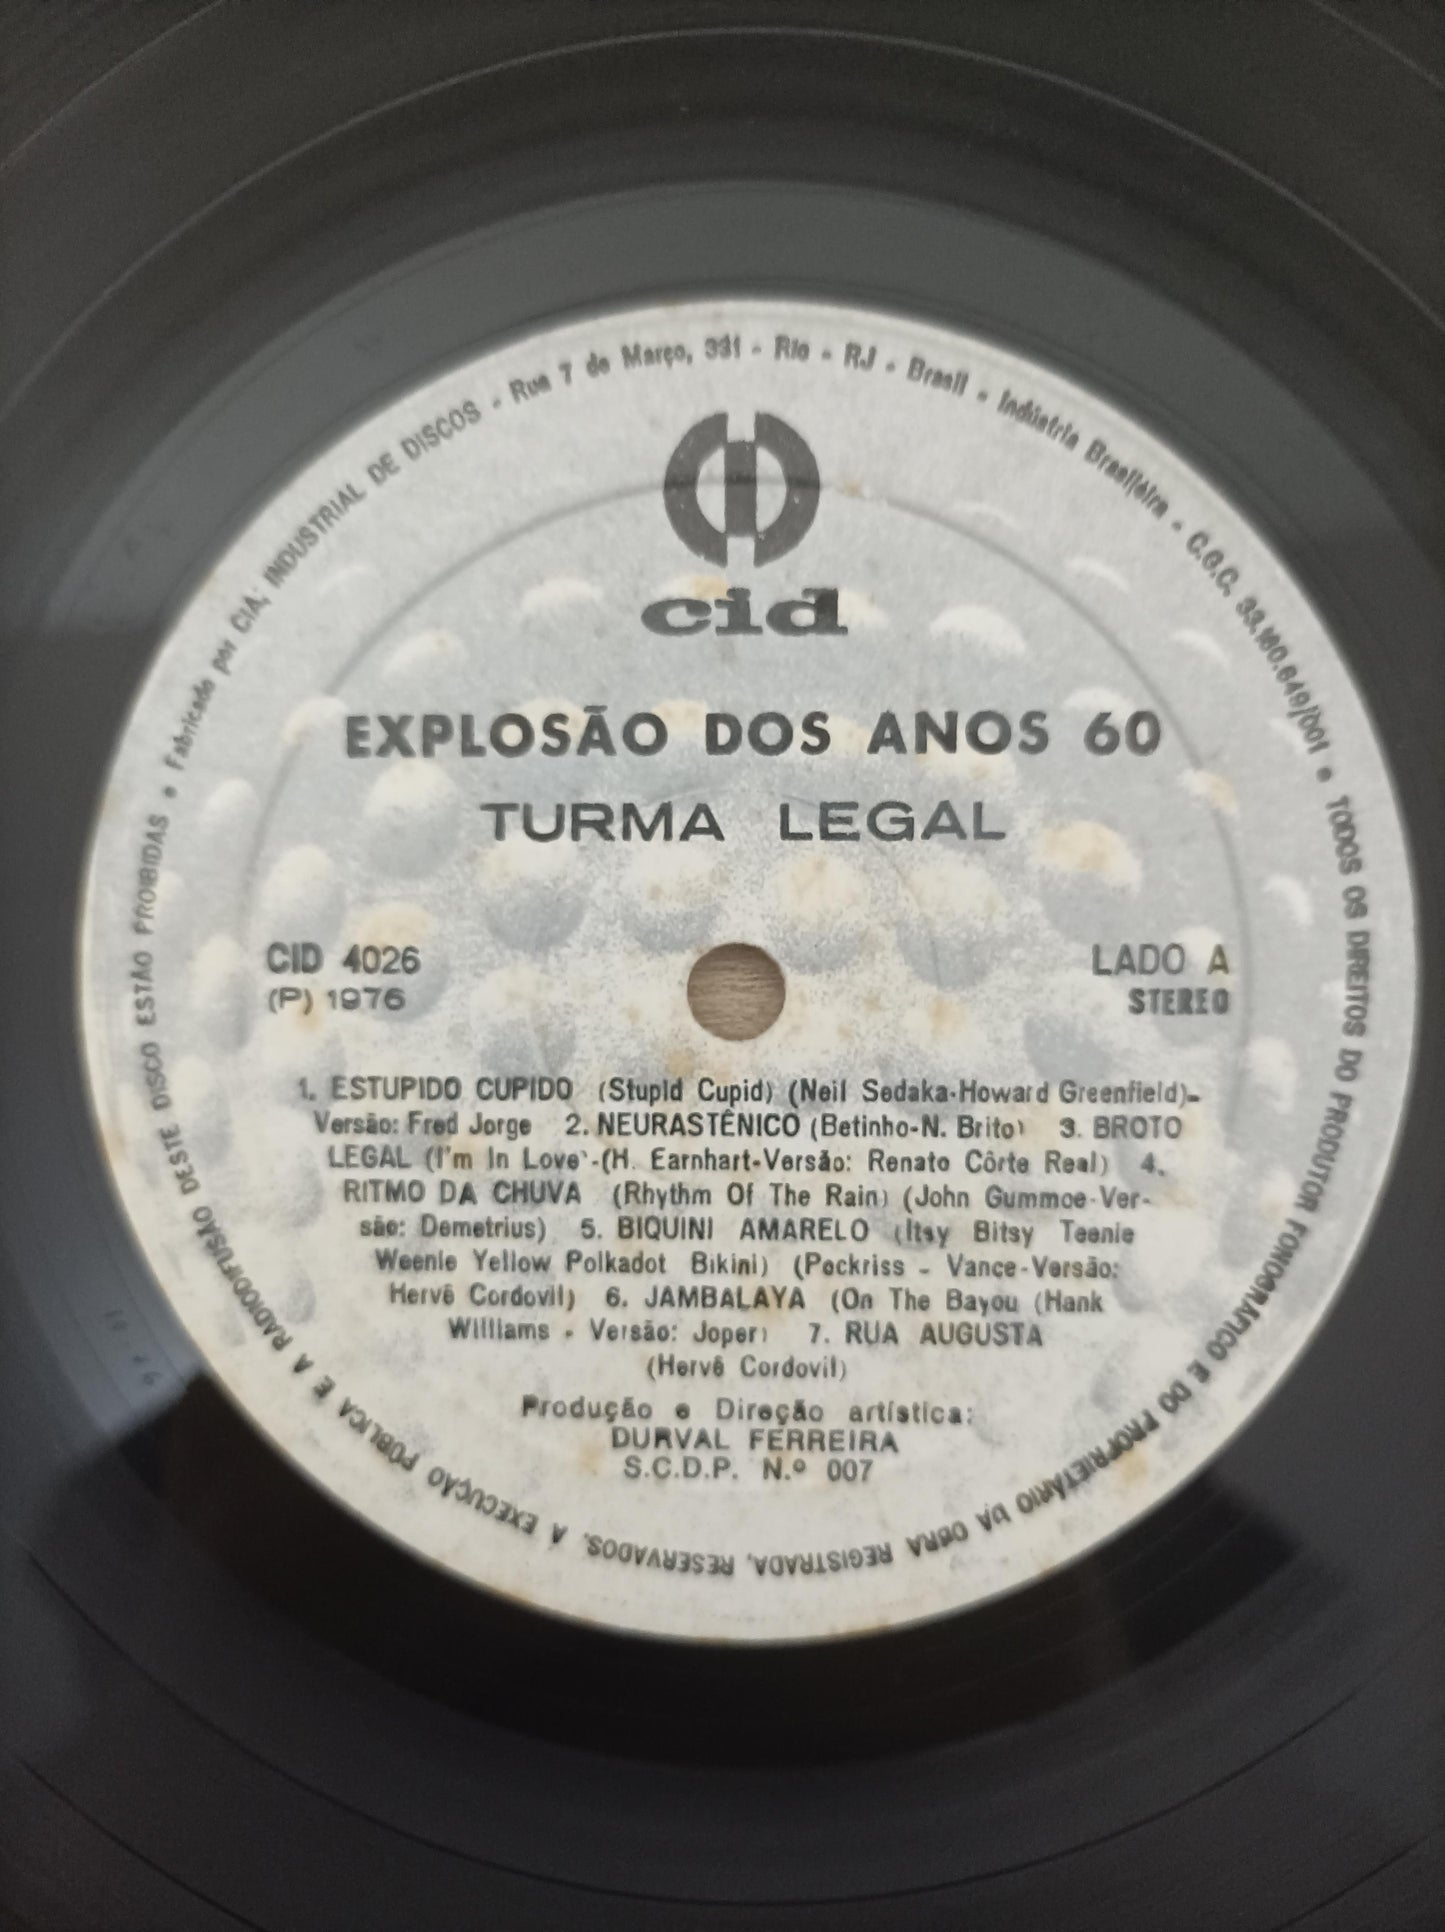 Fabricado por CIA. INDUSTRIAL DE DISCOS - Rua 7 de Março, 331 - Rio - RJ - Brasil - Indústria Brasileira - C.G.C. 33.160.649/001 • TODOS OS DIREITOS DO PRODUTOR FONOGRÁFICO E DO PROPRIETÁRIO DA OBRA REGISTRADA, RESERVADOS. A EXECUÇÃO PÚBLICA E A RADIODIFUSÃO DESTE DISCO ESTÃO PROIBIDAS •
cid
EXPLOSÃO DOS ANOS 60
TURMA LEGAL
CID 4026
(P) 1976
LADO A
STEREO
1. ESTUPIDO CUPIDO (Stupid Cupid) (Neil Sedaka-Howard Greenfield)-
Versão: Fred Jorge 2. NEURASTÊNICO (Betinho-N. Brito) 3. BROTO
LEGAL (I'm In Love) -(H. Earnhart-Versão: Renato Côrte Real) 4.
RITMO DA CHUVA (Rhythm Of The Rain) (John Gummoe-Ver-
são: Demetrius) 5. BIQUINI AMARELO (Itsy Bitsy Teenie
Weenie Yellow Polkadot Bikini) (Pockriss - Vance-Versão:
Hervê Cordovil) 6. JAMBALAYA (On The Bayou (Hank
Williams - Versão: Joper) 7. RUA AUGUSTA
(Hervê Cordovil)
Produção e Direção artística:
DURVAL FERREIRA
S.C.D.P. N.º 007